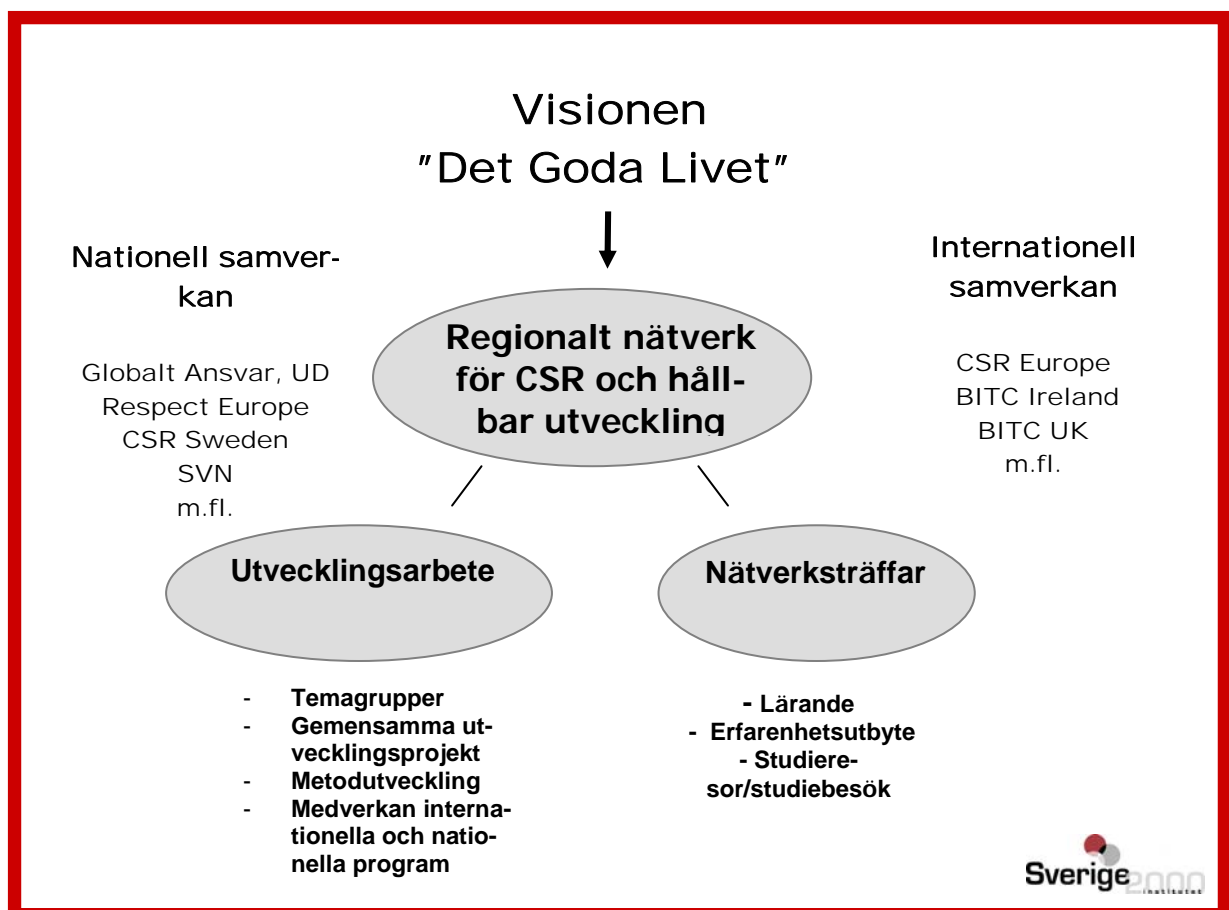 Visionen
"Det Goda Livet"
Nationell samver-
kan
Globalt Ansvar, UD
Respect Europe
CSR Sweden
SVN
m.fl.
Internationell
samverkan
CSR Europe
BITC Ireland
BITC UK
m.fl.
Regionalt nätverk
för CSR och håll-
bar utveckling
Utvecklingsarbete
Nätverksträffar
- Temagrupper
- Gemensamma ut-
vecklingsprojekt
- Metodutveckling
- Medverkan interna-
tionella och natio-
nella program
- Lärande
- Erfarenhetsutbyte
- Studiere-
sor/studiebesök
Sverige2000
institutet